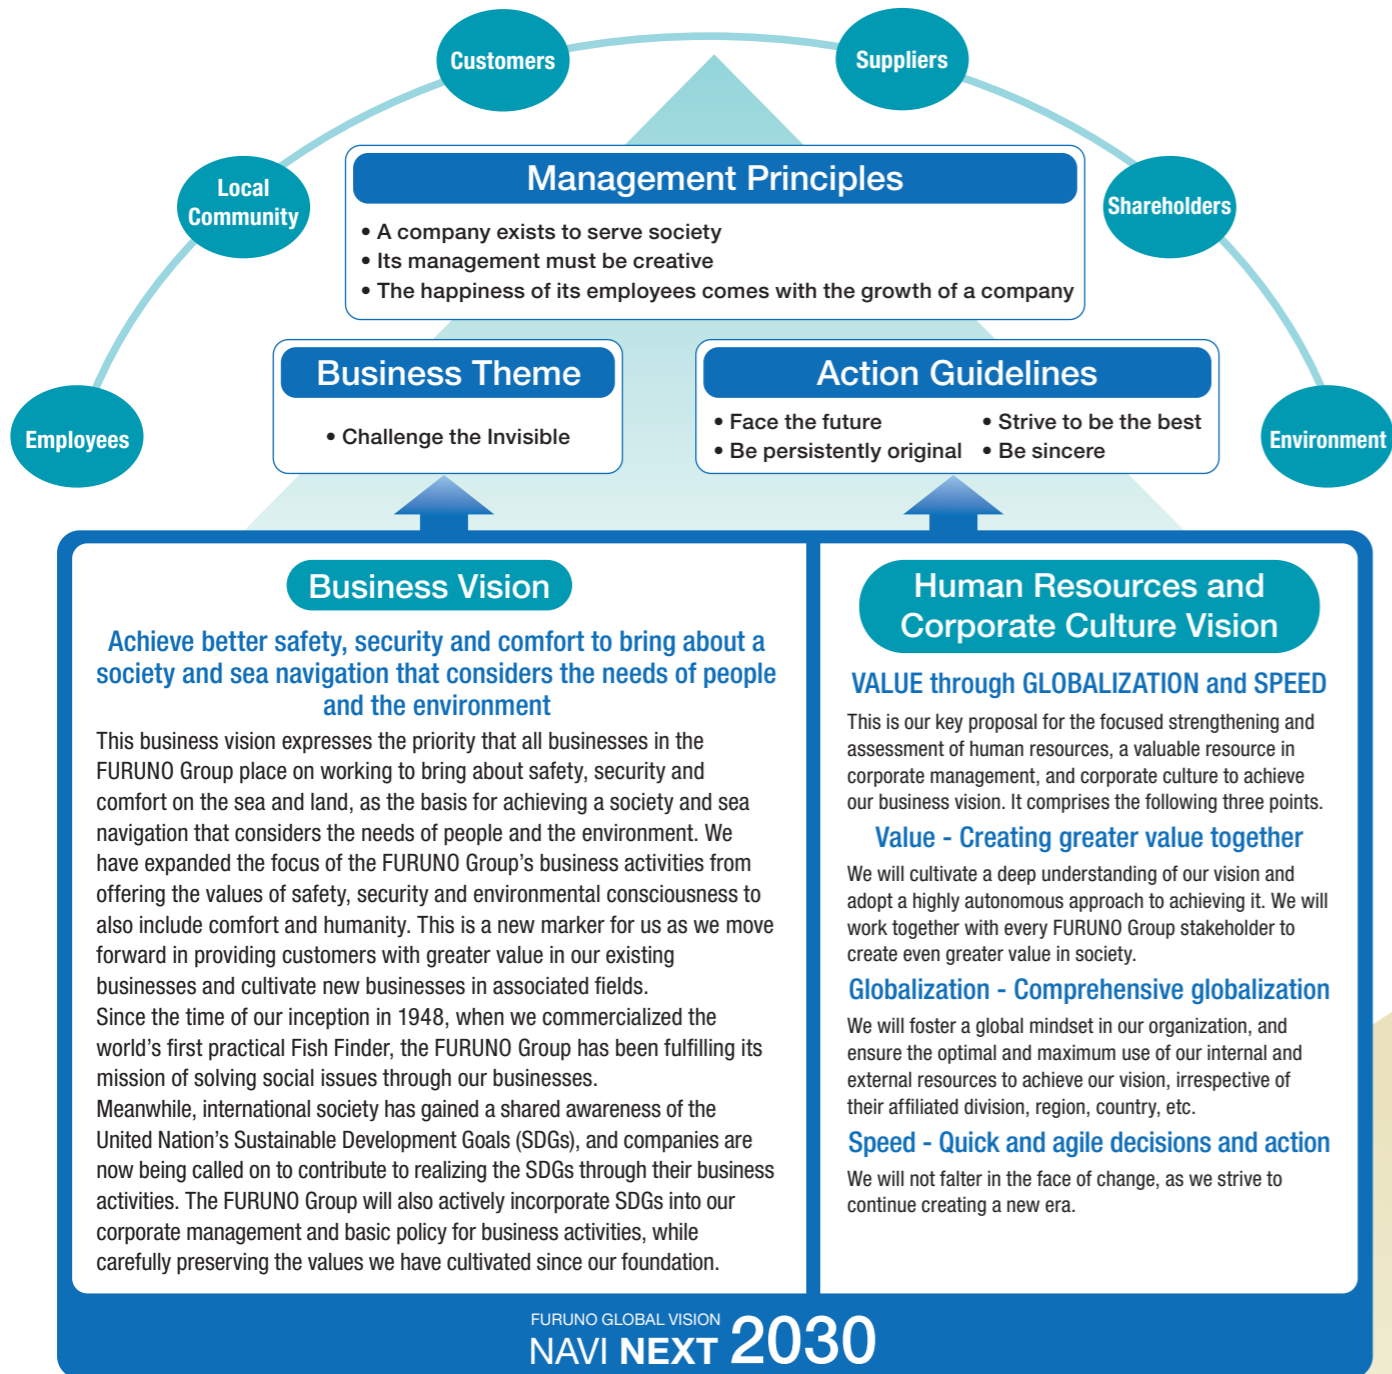 Customers
Suppliers
Local
Community
Shareholders
Employees
Environment
Management Principles
• A company exists to serve society
• Its management must be creative
• The happiness of its employees comes with the growth of a company
Business Theme
• Challenge the Invisible
Action Guidelines
• Face the future
• Strive to be the best
• Be persistently original
• Be sincere
Business Vision
Achieve better safety, security and comfort to bring about a
society and sea navigation that considers the needs of people
and the environment
This business vision expresses the priority that all businesses in the
FURUNO Group place on working to bring about safety, security and
comfort on the sea and land, as the basis for achieving a society and sea
navigation that considers the needs of people and the environment. We
have expanded the focus of the FURUNO Group's business activities from
offering the values of safety, security and environmental consciousness to
also include comfort and humanity. This is a new marker for us as we move
forward in providing customers with greater value in our existing
businesses and cultivate new businesses in associated fields.
Since the time of our inception in 1948, when we commercialized the
world's first practical Fish Finder, the FURUNO Group has been fulfilling its
mission of solving social issues through our businesses.
Meanwhile, international society has gained a shared awareness of the
United Nation's Sustainable Development Goals (SDGs), and companies are
now being called on to contribute to realizing the SDGs through their business
activities. The FURUNO Group will also actively incorporate SDGs into our
corporate management and basic policy for business activities, while
carefully preserving the values we have cultivated since our foundation.
Human Resources and
Corporate Culture Vision
VALUE through GLOBALIZATION and SPEED
This is our key proposal for the focused strengthening and
assessment of human resources, a valuable resource in
corporate management, and corporate culture to achieve
our business vision. It comprises the following three points.
Value - Creating greater value together
We will cultivate a deep understanding of our vision and
adopt a highly autonomous approach to achieving it. We will
work together with every FURUNO Group stakeholder to
create even greater value in society.
Globalization - Comprehensive globalization
We will foster a global mindset in our organization, and
ensure the optimal and maximum use of our internal and
external resources to achieve our vision, irrespective of
their affiliated division, region, country, etc.
Speed - Quick and agile decisions and action
We will not falter in the face of change, as we strive to
continue creating a new era.
FURUNO GLOBAL VISION
NAVI NEXT 2030